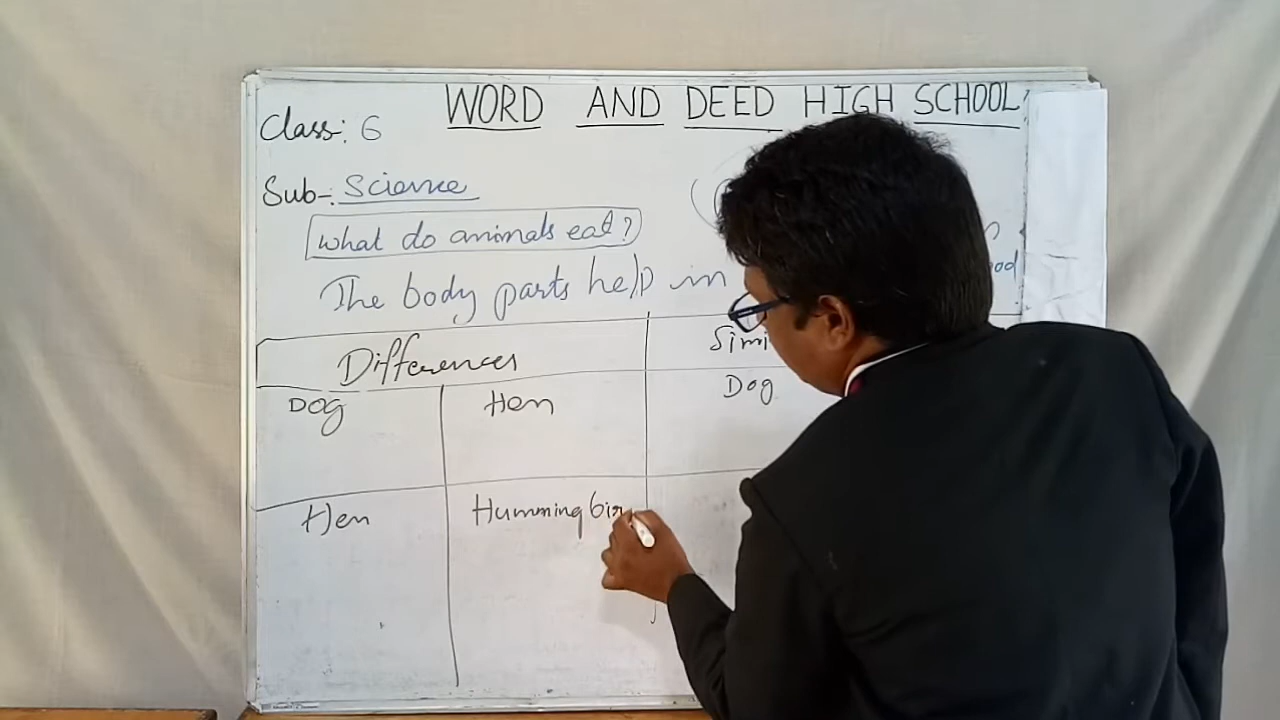 WORD AND DEED HIGH SCHOOL
Class:- 6
Sub-: Science
What do animals eat?
The body parts help in
Differences Simi
Dog Hen Dog
Hen Humming bir